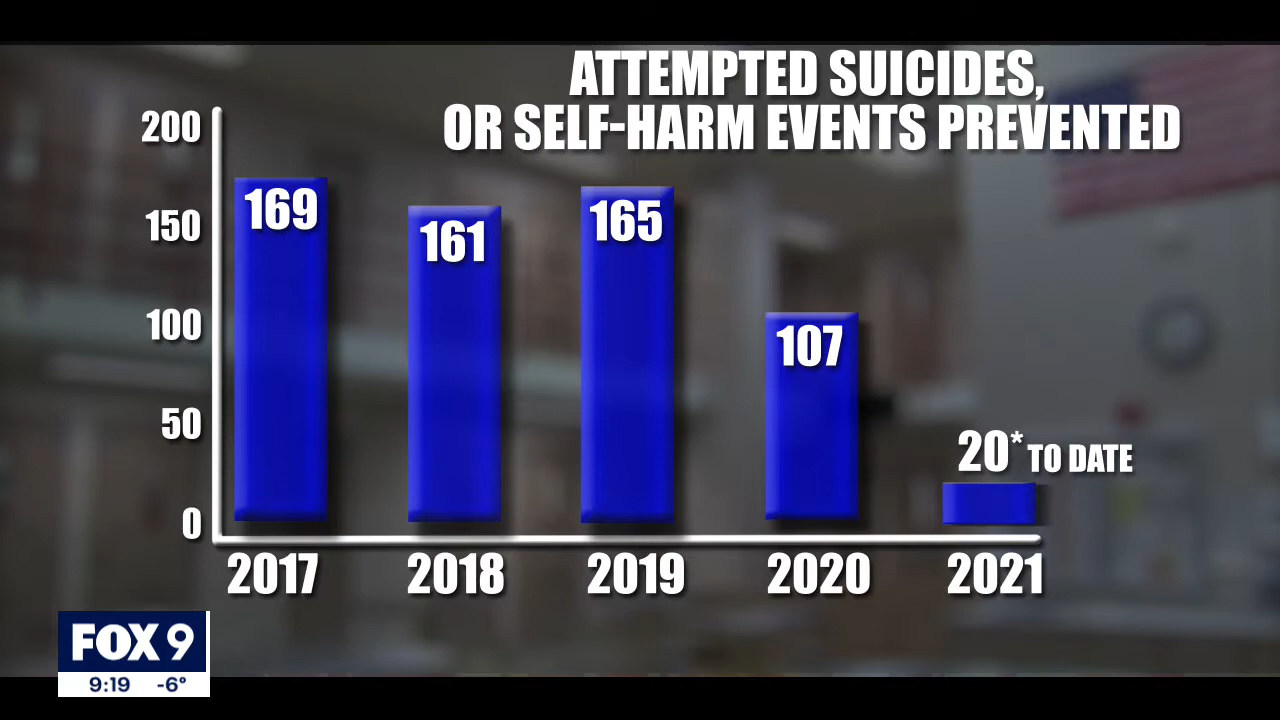 ATTEMPTED SUICIDES,
OR SELF-HARM EVENTS PREVENTED
200
150
100
50
0
169
161
165
107
20* TO DATE
2017 2018 2019 2020 2021
FOX 9
9:19 -6°